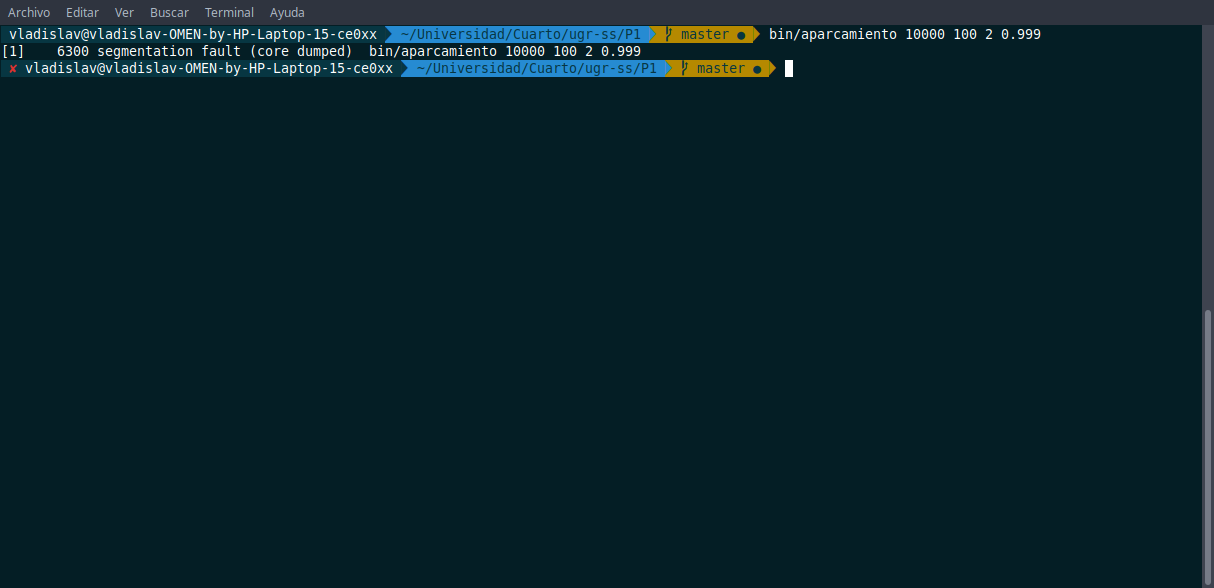 Archivo Editar Ver Buscar Terminal Ayuda
vladislav@vladislav-OMEN-by-HP-Laptop-15-ce0xx ~/Universidad/Cuarto/ugr-ss/P1 master ● bin/aparcamiento 10000 100 2 0.999
[1]    6300 segmentation fault (core dumped)  bin/aparcamiento 10000 100 2 0.999
✘ vladislav@vladislav-OMEN-by-HP-Laptop-15-ce0xx ~/Universidad/Cuarto/ugr-ss/P1 master ●